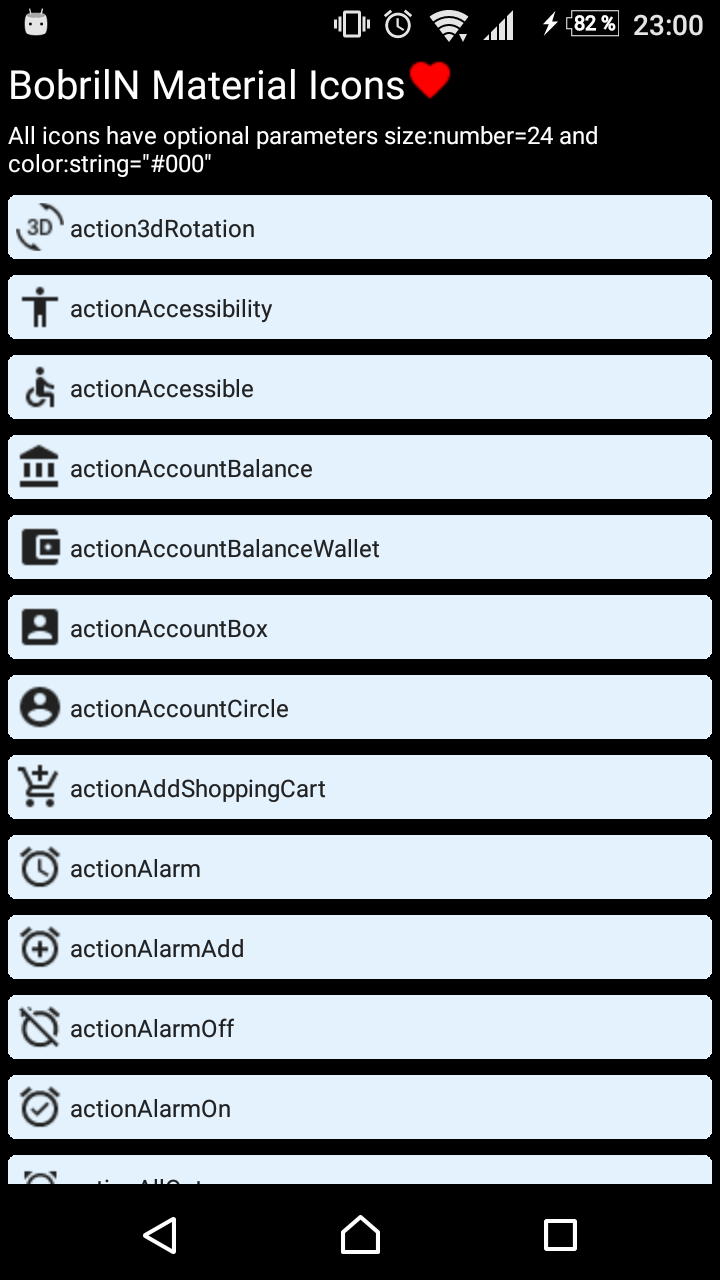 82 % 23:00
BobrilN Material Icons
All icons have optional parameters size:number=24 and
color:string="#000"
3D action3dRotation
actionAccessibility
actionAccessible
actionAccountBalance
actionAccountBalanceWallet
actionAccountBox
actionAccountCircle
actionAddShoppingCart
actionAlarm
actionAlarmAdd
actionAlarmOff
actionAlarmOn